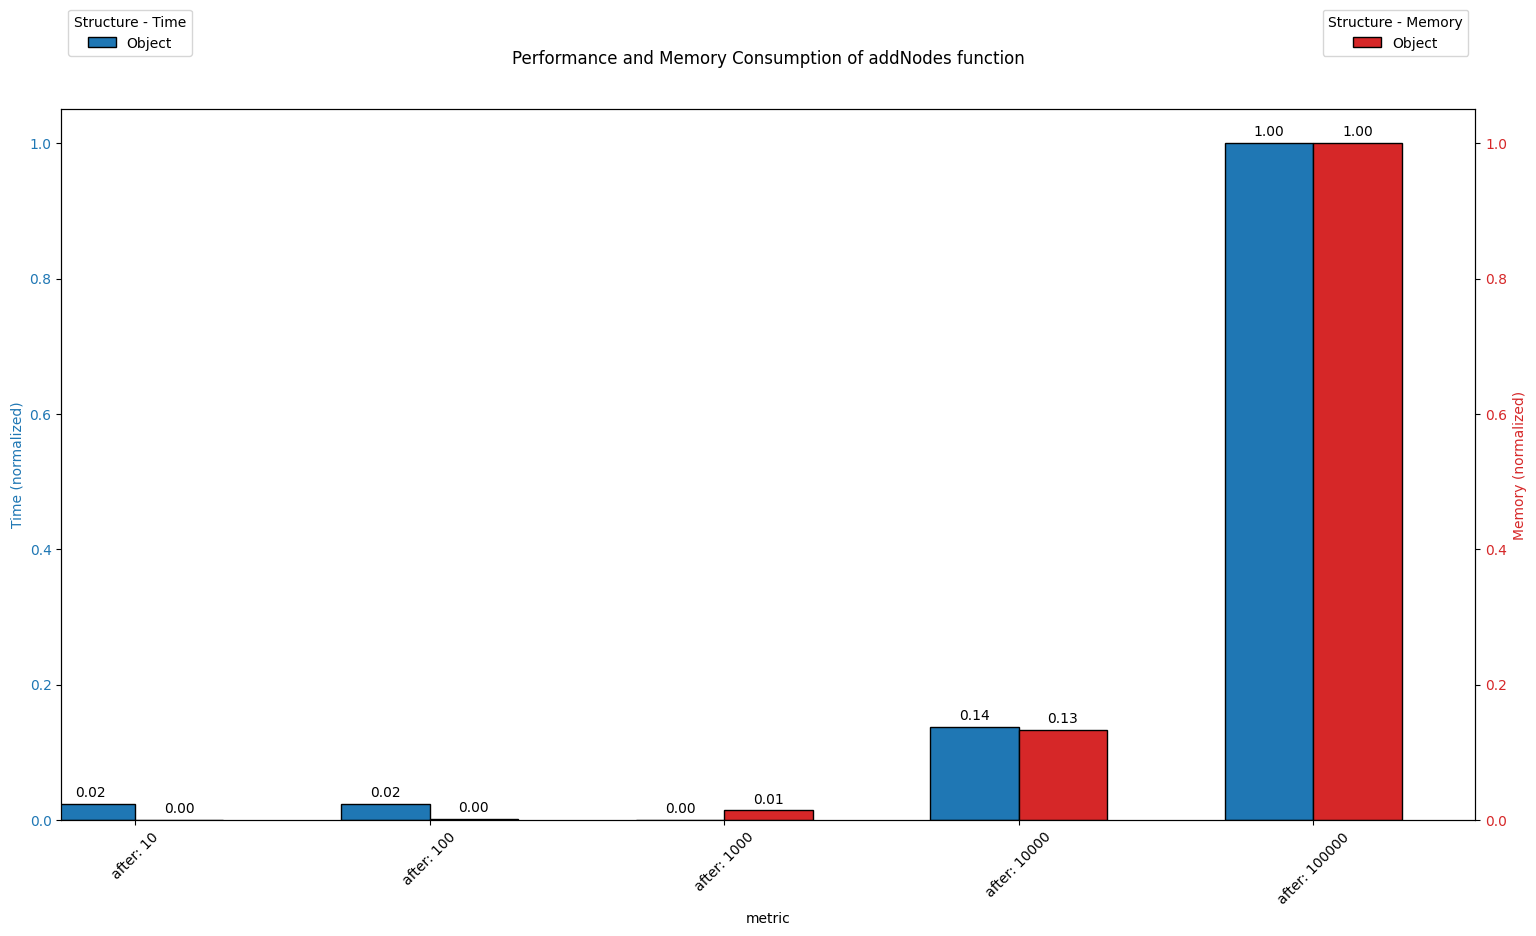 Structure - Time
Object
Structure - Memory
Object
Performance and Memory Consumption of addNodes function
Time (normalized)
1.0
0.8
0.6
0.4
0.2
0.0
0.02
0.00
0.02
0.00
0.00
0.01
0.14
0.13
1.00
1.00
1.0
0.8
0.6
0.4
0.2
0.0
Memory (normalized)
after: 10
after: 100
after: 1000
after: 10000
after: 100000
metric